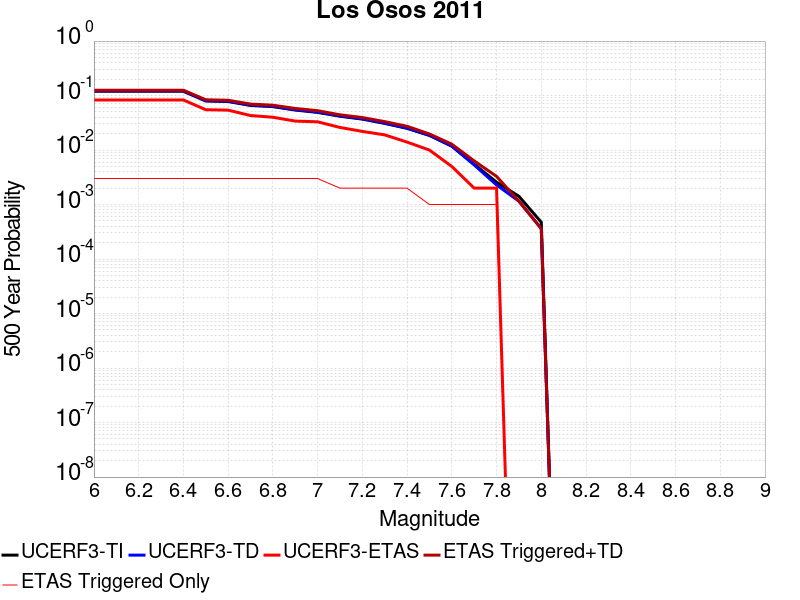 Los Osos 2011
10^0
10^-1
10^-2
10^-3
10^-4
10^-5
10^-6
10^-7
10^-8
500 Year Probability
6 6.2 6.4 6.6 6.8 7 7.2 7.4 7.6 7.8 8 8.2 8.4 8.6 8.8 9
Magnitude
UCERF3-TI UCERF3-TD UCERF3-ETAS ETAS Triggered+TD
ETAS Triggered Only